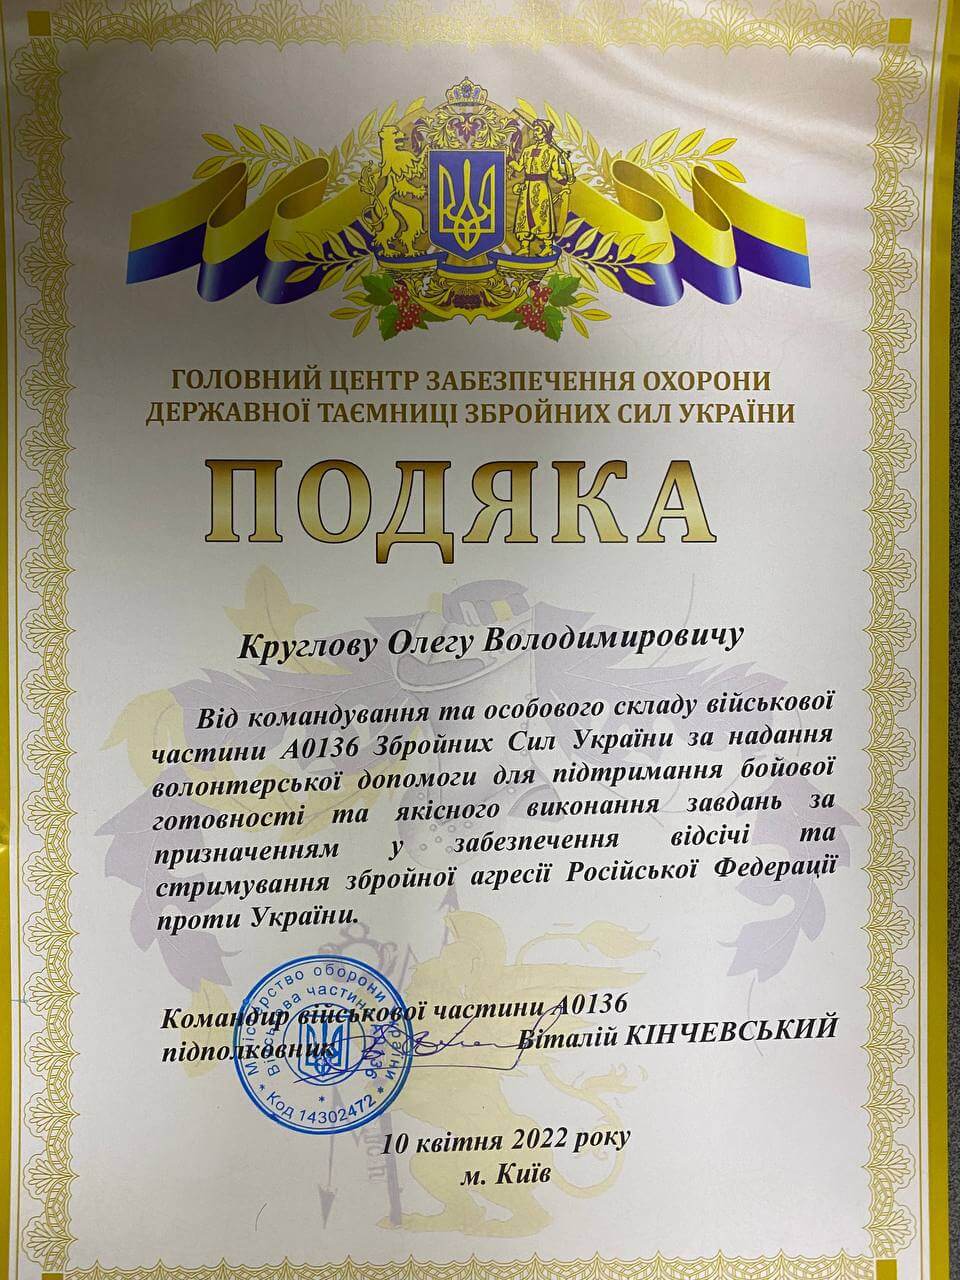 ГОЛОВНИЙ ЦЕНТР ЗАБЕЗПЕЧЕННЯ ОХОРОНИ
ДЕРЖАВНОЇ ТАЄМНИЦІ ЗБРОЙНИХ СИЛ УКРАЇНИ
ПОДЯКА
Круглову Олегу Володимировичу
Від командування та особового складу військової
частини А0136 Збройних Сил України за надання
волонтерської допомоги для підтримання бойової
готовності та якісного виконання завдань за
призначенням у забезпечення відсічі та
стримування збройної агресії Російської Федерації
проти України.
Командир військової частини А0136
підполковник Віталій КІНЧЕВСЬКИЙ
* Міністерство оборони України *
Військова частина А0136
*
Код 14302472
10 квітня 2022 року
м. Київ